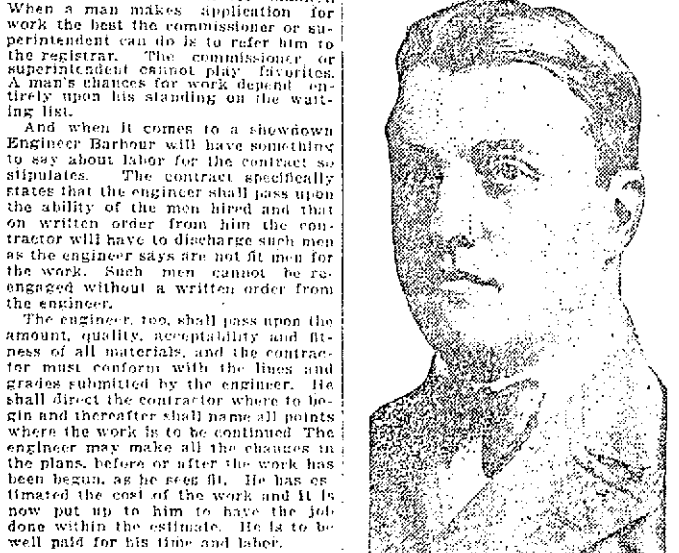 When a man makes application for
work the best the commissioner or su-
perintendent can do is to refer him to
the registrar. The commissioner or
superintendent cannot play favorites.
A man's chances for work depend en-
tirely upon his standing on the wait-
ing list.
And when it comes to a showdown
Engineer Barbour will have something
to say about labor for the contract so
stipulates. The contract specifically
states that the engineer shall pass upon
the ability of the men hired and that
on written order from him the con-
tractor will have to discharge such men
as the engineer says are not fit men for
the work. Such men cannot be re-
engaged without a written order from
the engineer.
The engineer, too, shall pass upon the
amount, quality, acceptability and fit-
ness of all materials, and the contrac-
tor must conform with the lines and
grades submitted by the engineer. He
shall direct the contractor where to be-
gin and thereafter shall name all points
where the work is to be continued The
engineer may make all the changes in
the plans, before or after the work has
been begun, as he sees fit. He has es-
timated the cost of the work and it is
now put up to him to have the job
done within the estimate. He is to be
well paid for his time and labor.